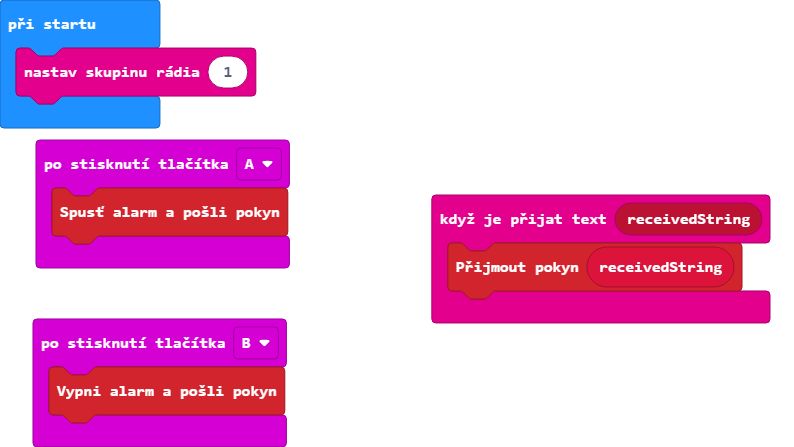 při startu
nastav skupinu rádia 1
po stisknutí tlačítka A
Spusť alarm a pošli pokyn
když je přijat text receivedString
Přijmout pokyn receivedString
po stisknutí tlačítka B
Vypni alarm a pošli pokyn